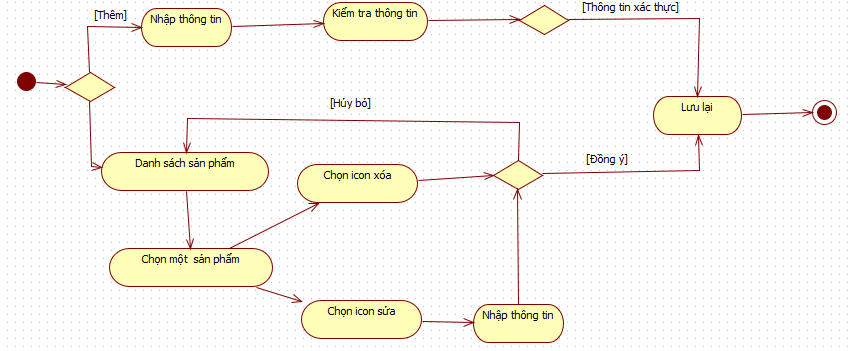 [Thêm]
Nhập thông tin
Kiểm tra thông tin
[Thông tin xác thực]
Lưu lại
[Hủy bỏ]
Danh sách sản phẩm
Chọn icon xóa
[Đồng ý]
Chọn một sản phẩm
Chọn icon sửa
Nhập thông tin